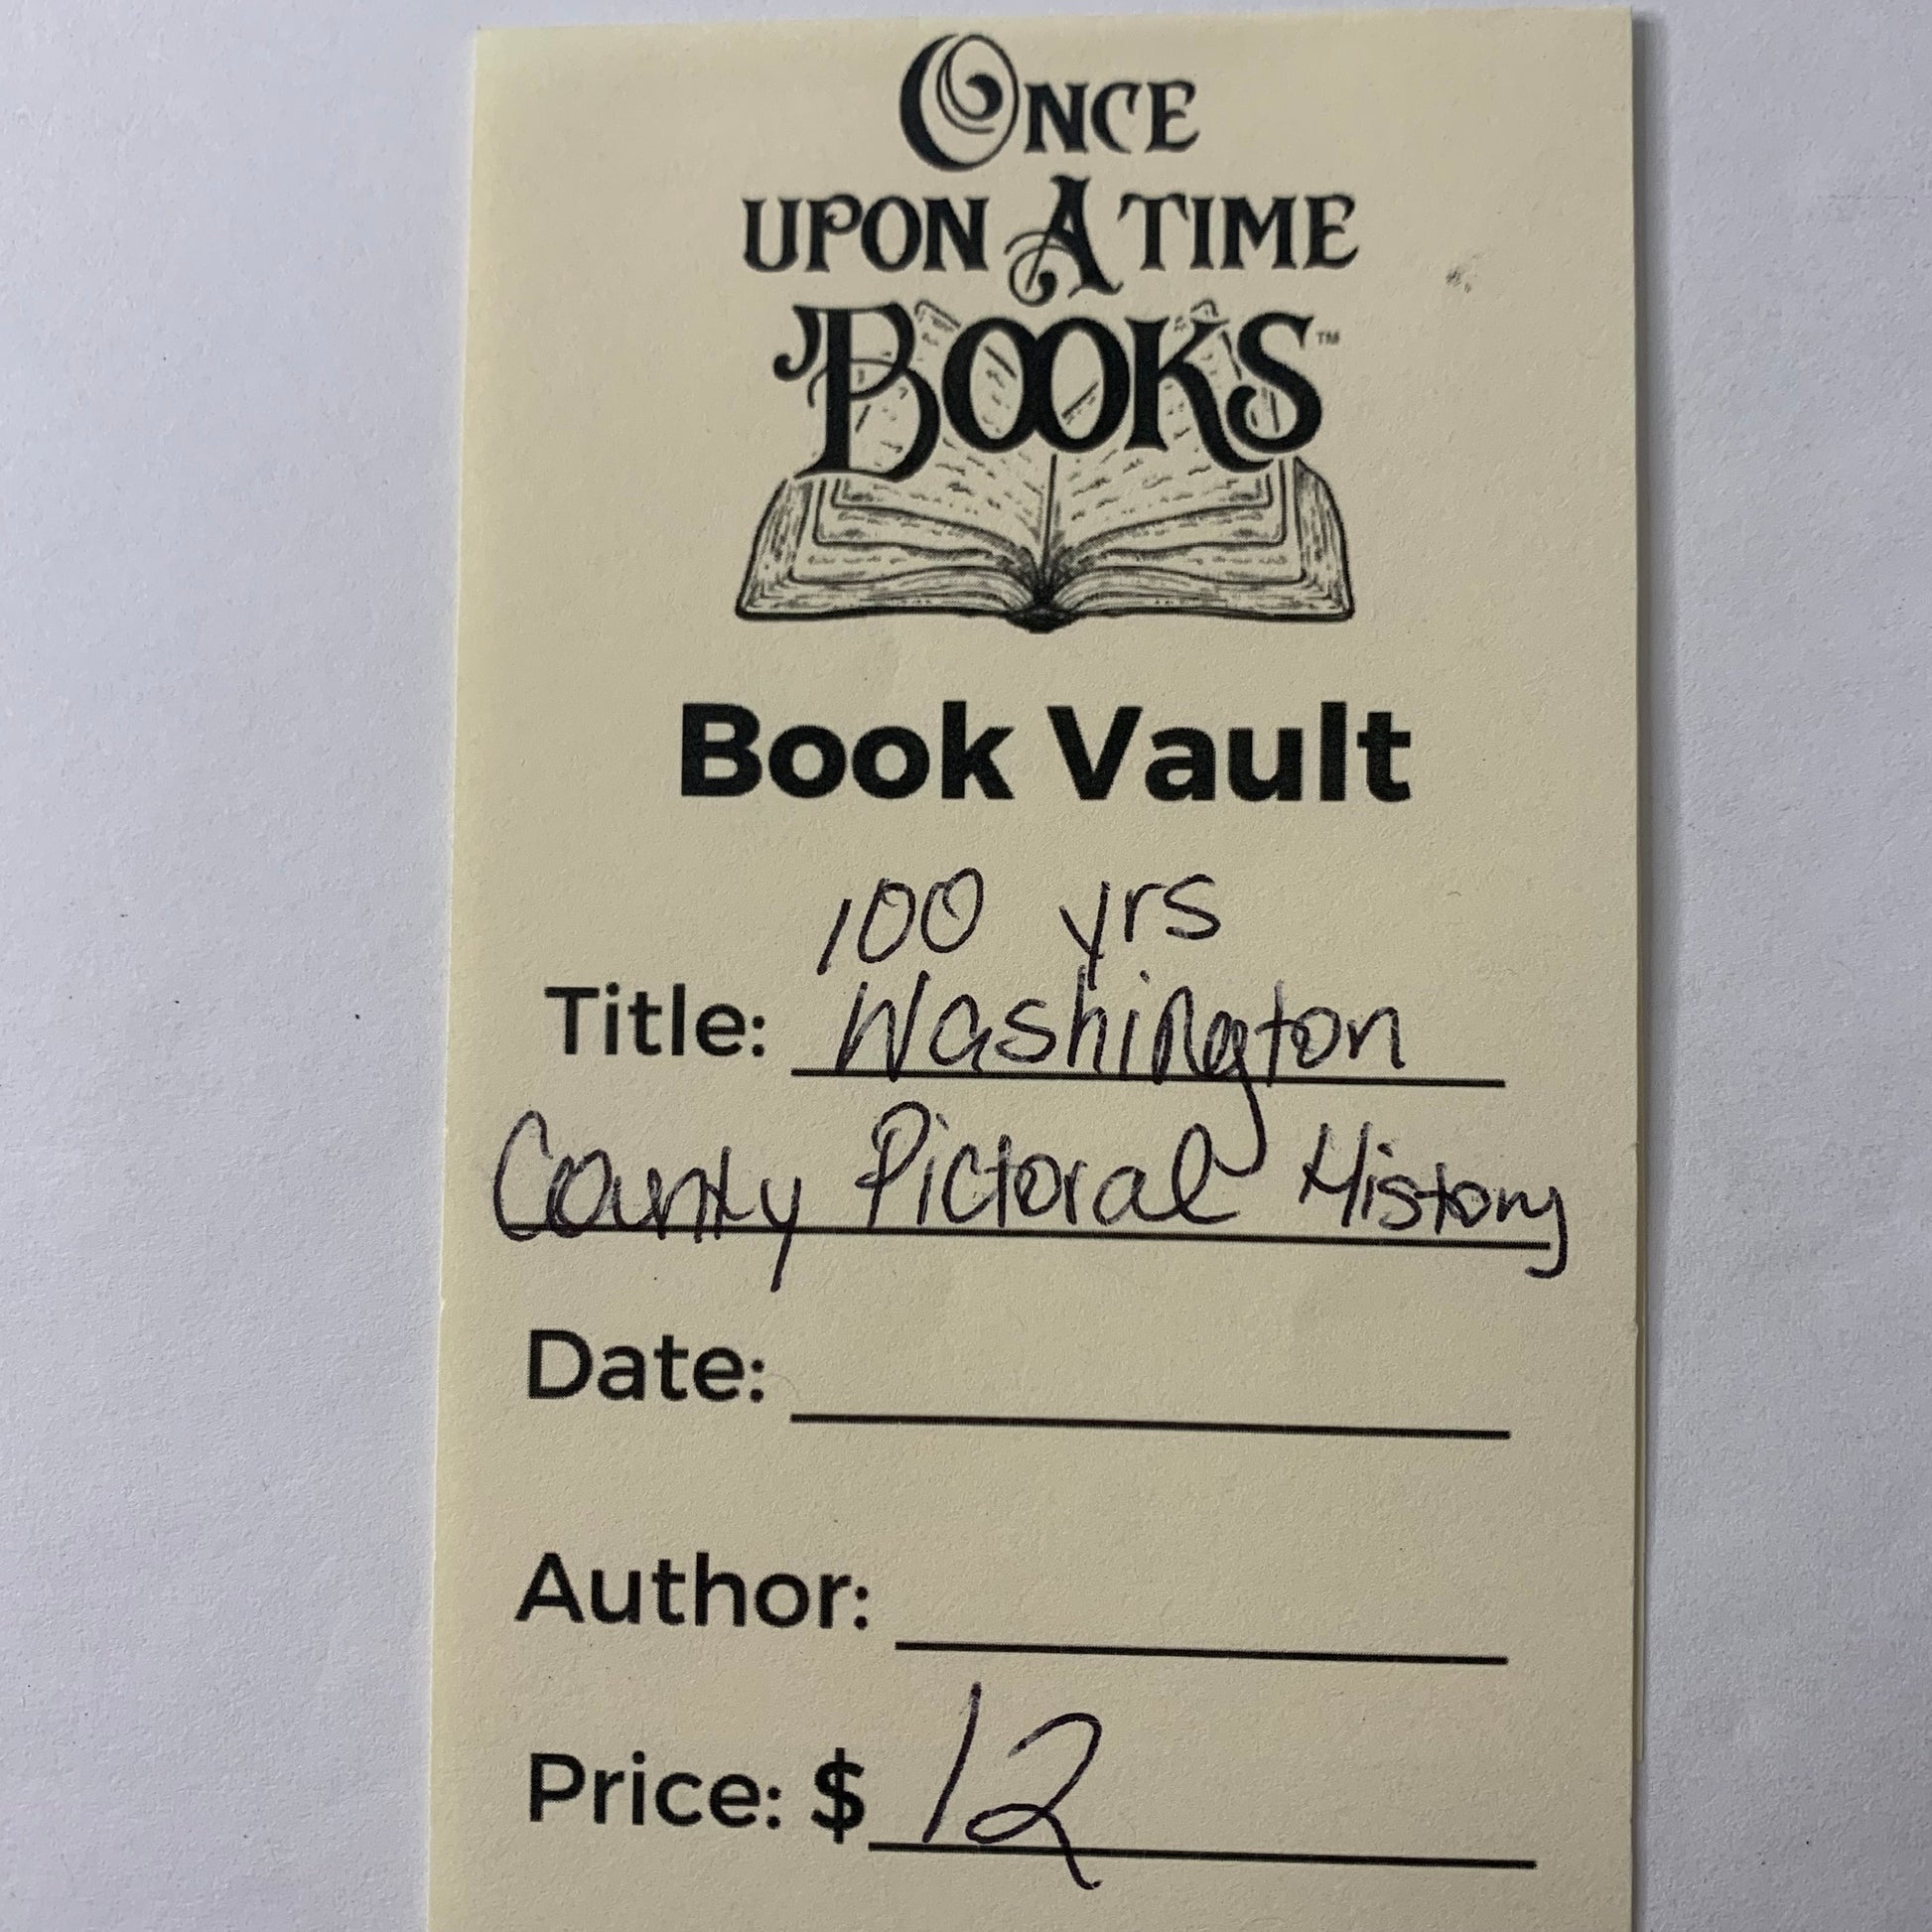 ONCE
UPON A TIME
BOOKS™
Book Vault
100 yrs
Title: Washington
County Pictoral History
Date:
Author:
Price: $ 12